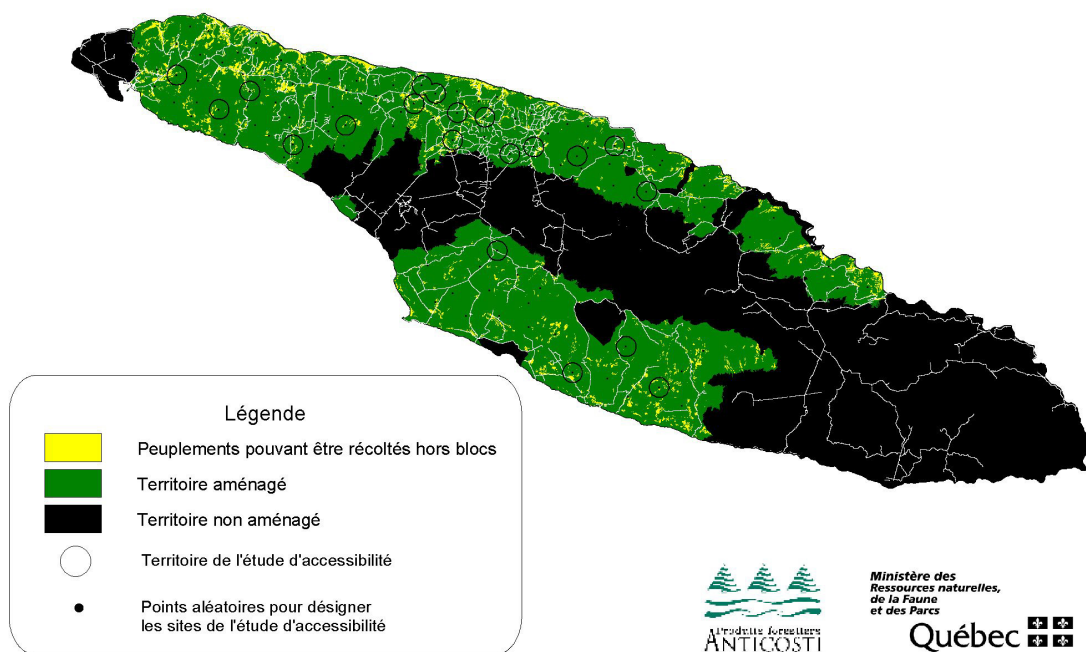 Légende
Peuplements pouvant être récoltés hors blocs
Territoire aménagé
Territoire non aménagé
Territoire de l'étude d'accessibilité
Points aléatoires pour désigner
les sites de l'étude d'accessibilité
Produits forestiers
ANTICOSTI
Ministère des
Ressources naturelles,
de la Faune
et des Parcs
Québec